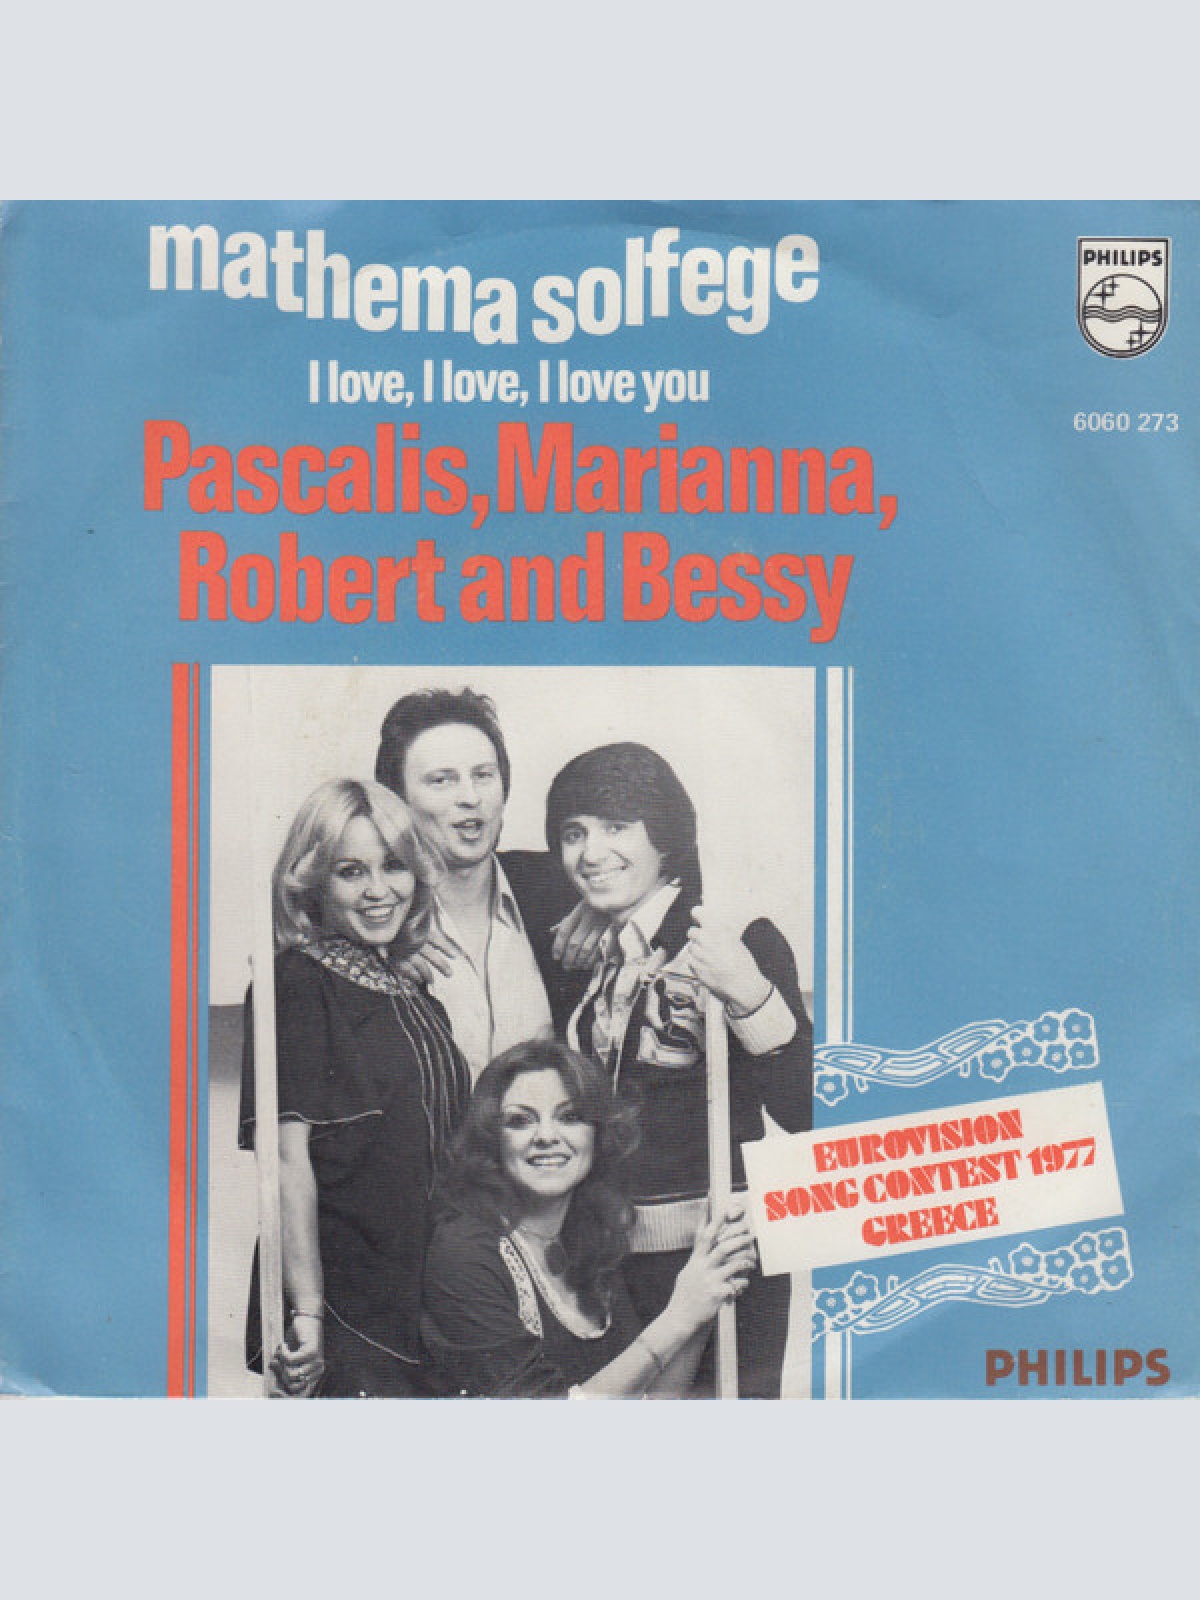 mathema solfege
I love, I love, I love you
Pascalis, Marianna,
Robert and Bessy
PHILIPS
6060 273
EUROVISION
SONG CONTEST 1977
GREECE
PHILIPS